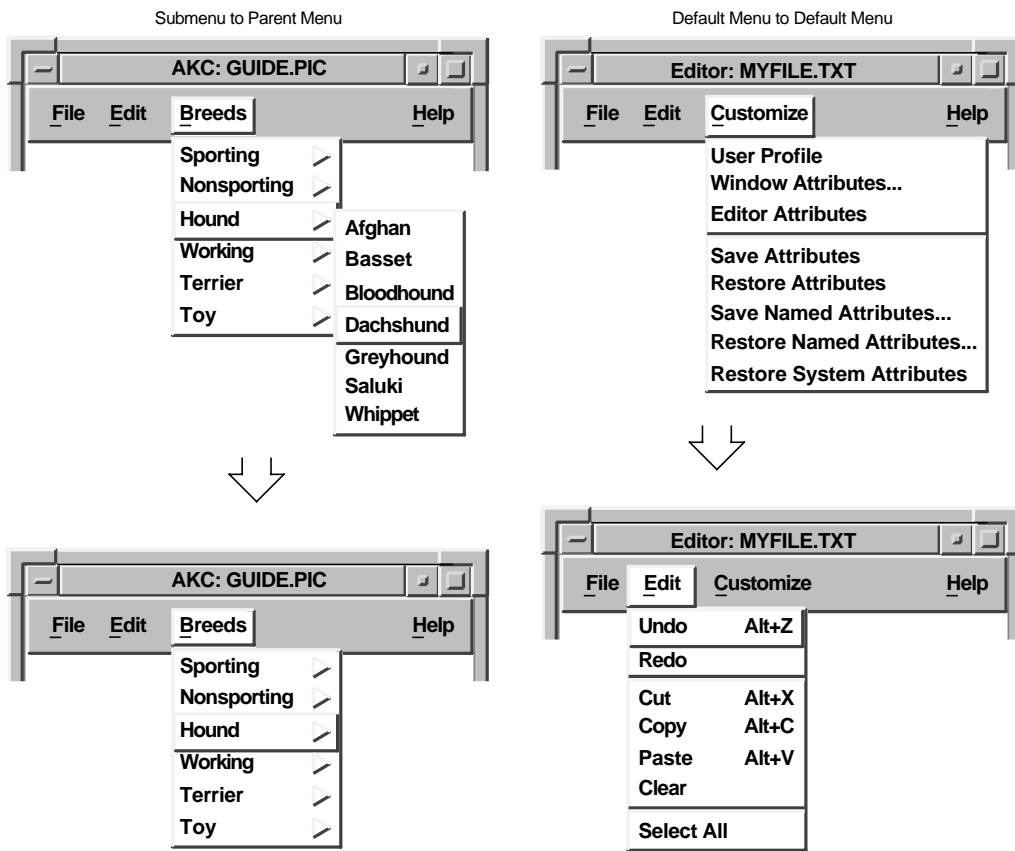 Submenu to Parent Menu
AKC: GUIDE.PIC
File Edit Breeds Help
Sporting
Nonsporting
Hound
Working
Terrier
Toy
Afghan
Basset
Bloodhound
Dachshund
Greyhound
Saluki
Whippet
AKC: GUIDE.PIC
File Edit Breeds Help
Sporting
Nonsporting
Hound
Working
Terrier
Toy
Default Menu to Default Menu
Editor: MYFILE.TXT
File Edit Customize Help
User Profile
Window Attributes...
Editor Attributes
Save Attributes
Restore Attributes
Save Named Attributes...
Restore Named Attributes...
Restore System Attributes
Editor: MYFILE.TXT
File Edit Customize Help
Undo Alt+Z
Redo
Cut Alt+X
Copy Alt+C
Paste Alt+V
Clear
Select All